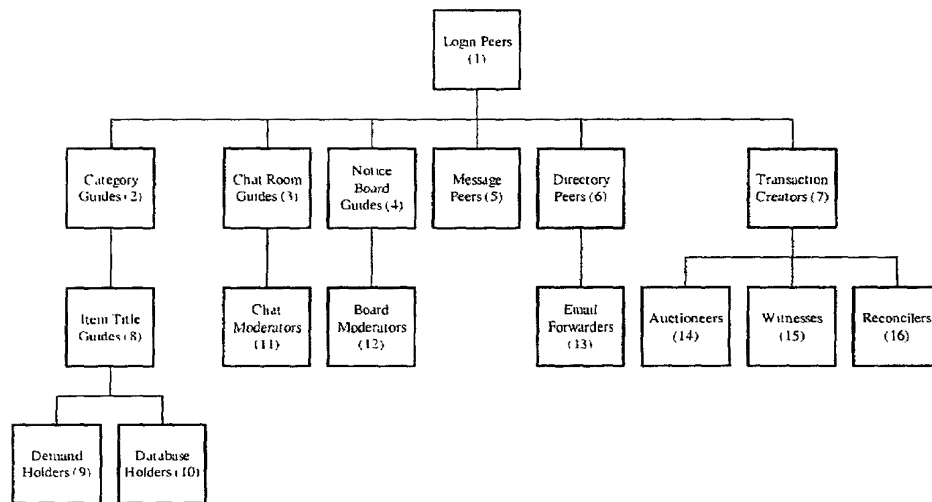 Login Peers
(1)
Category
Guides (2)
Chat Room
Guides (3)
Notice
Board
Guides (4)
Message
Peers (5)
Directory
Peers (6)
Transaction
Creators (7)
Item Title
Guides (8)
Chat
Moderators
(11)
Board
Moderators
(12)
Email
Forwarders
(13)
Auctioneers
(14)
Witnesses
(15)
Reconcilers
(16)
Demand
Holders (9)
Database
Holders (10)